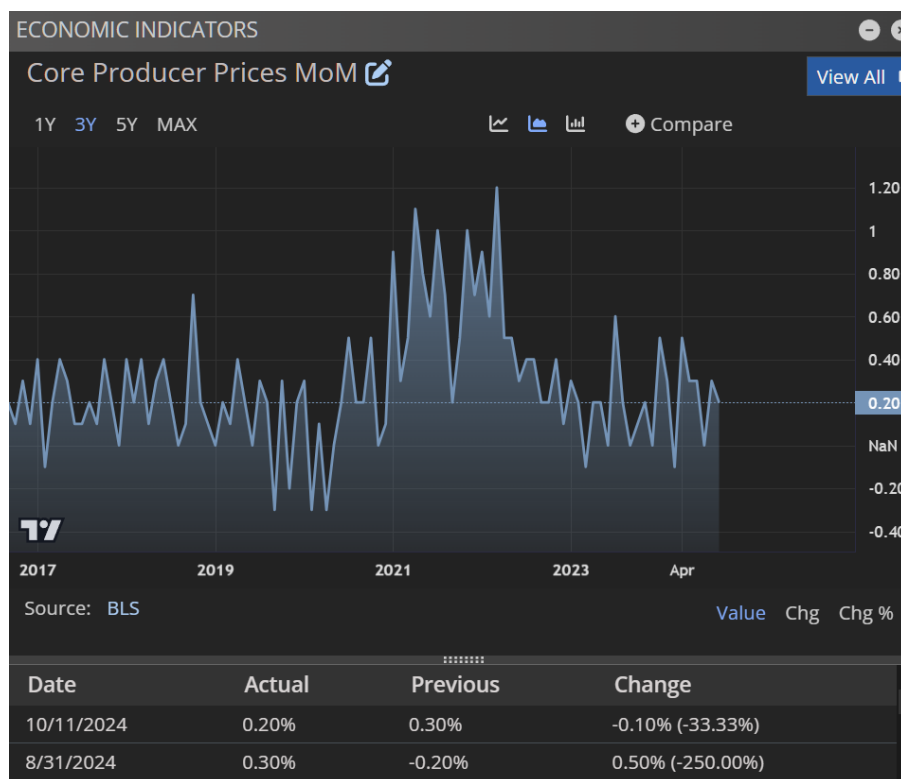 ECONOMIC INDICATORS
Core Producer Prices MoM
View All
1Y 3Y 5Y MAX Compare
1.20
1
0.80
0.60
0.40
0.20
NaN
-0.20
-0.40
2017 2019 2021 2023 Apr
Source: BLS
Value Chg Chg %
Date Actual Previous Change
10/11/2024 0.20% 0.30% -0.10% (-33.33%)
8/31/2024 0.30% -0.20% 0.50% (-250.00%)